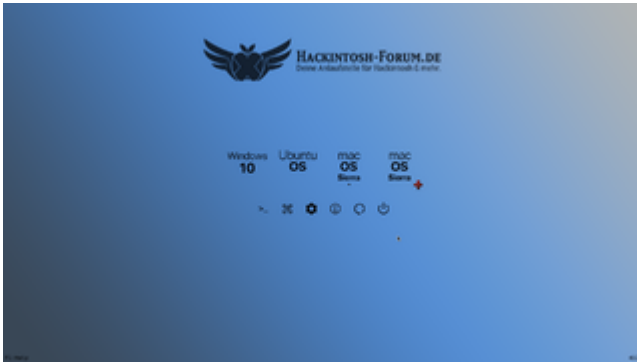 HACKINTOSH-FORUM.DE
Deine Anlaufstelle für Hackintosh & mehr.
Windows
10
Ubuntu
OS
mac
OS
Sierra
mac
OS
Sierra